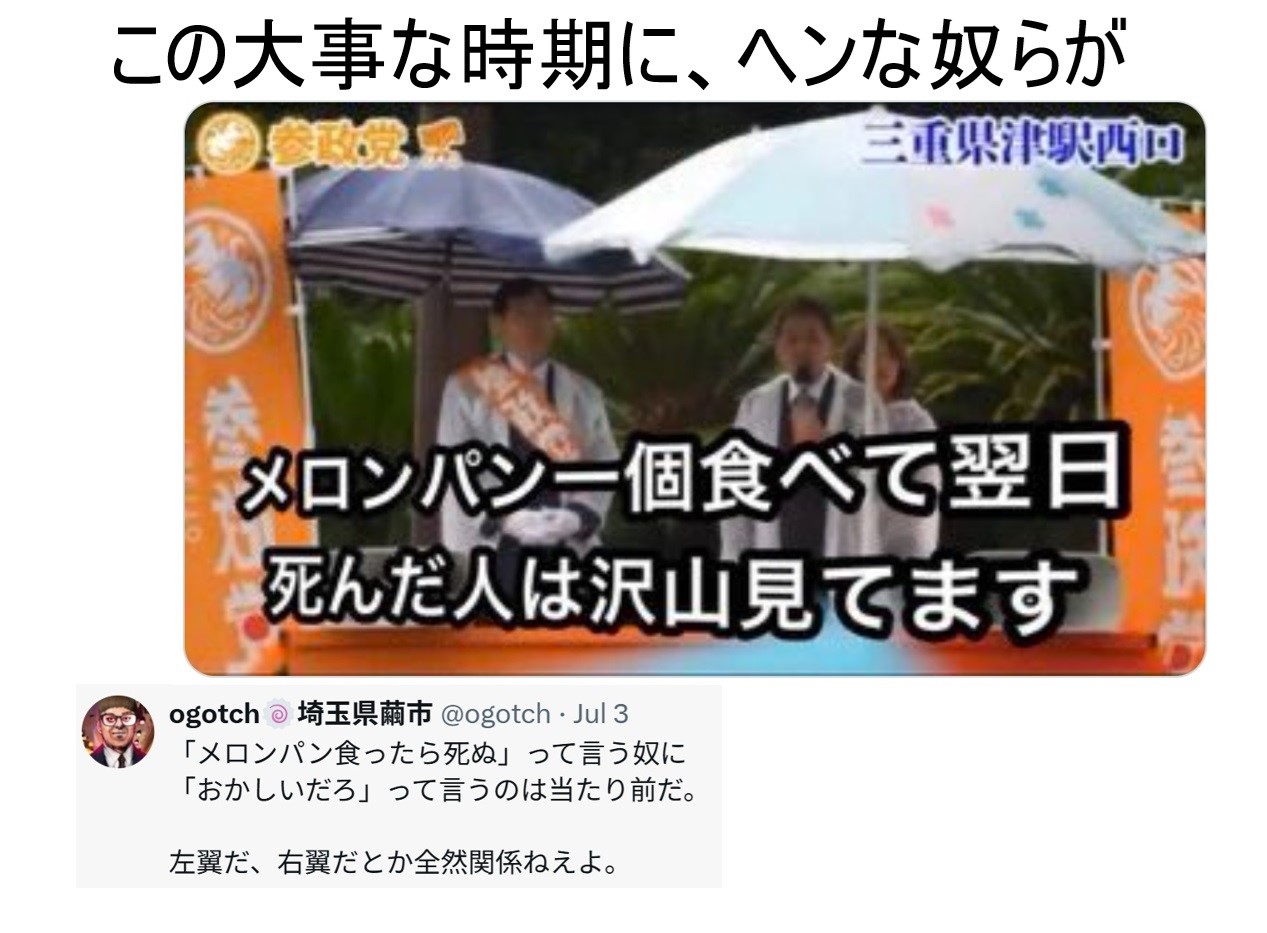 この大事な時期に、ヘンな奴らが
参政党
三重県津駅西口
メロンパン一個食べて翌日
死んだ人は沢山見てます
ogotch🍥埼玉県繭市 @ogotch · Jul 3
「メロンパン食ったら死ぬ」って言う奴に
「おかしいだろ」って言うのは当たり前だ。
左翼だ、右翼だとか全然関係ねえよ。